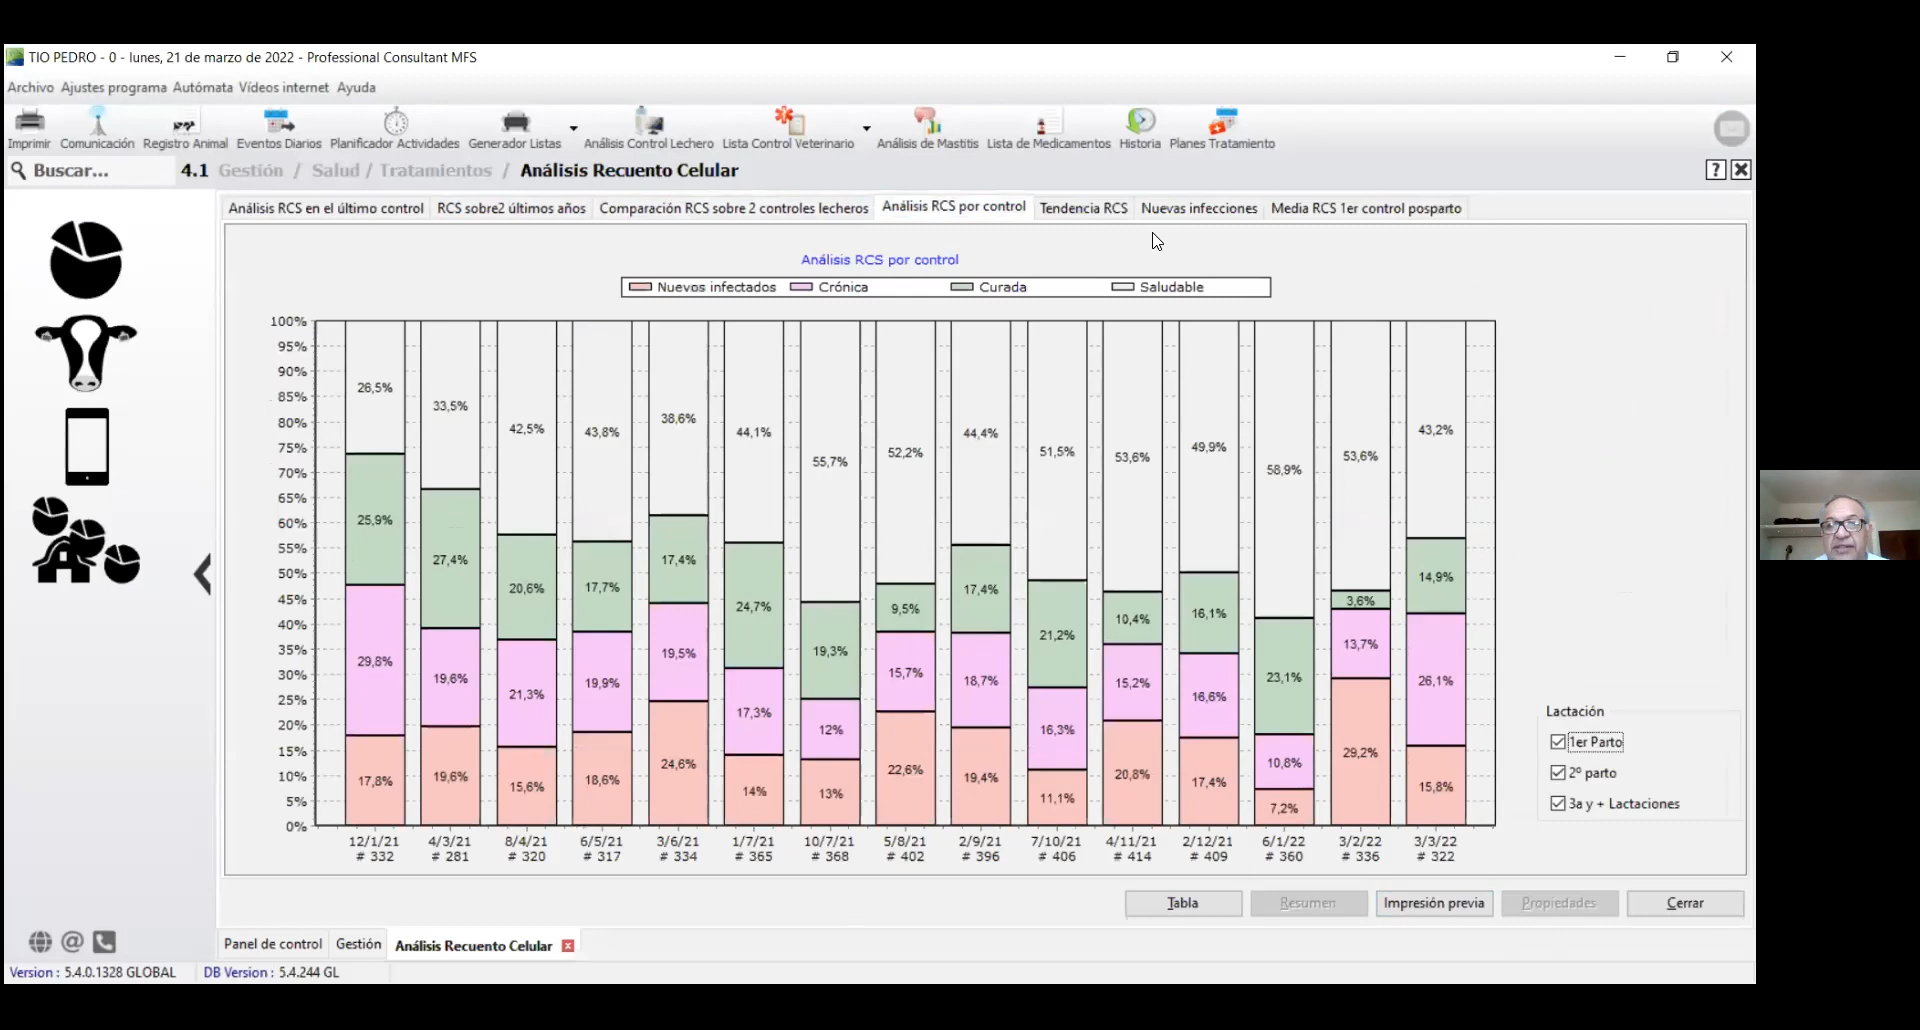 TIO PEDRO - 0 - lunes, 21 de marzo de 2022 - Professional Consultant MFS
Archivo Ajustes programa Autómata Vídeos internet Ayuda
Imprimir Comunicación Registro Animal Eventos Diarios Planificador Actividades Generador Listas Análisis Control Lechero Lista Control Veterinario Análisis de Mastitis Lista de Medicamentos Historia Planes Tratamiento
Buscar... 4.1 Gestión / Salud / Tratamientos / Análisis Recuento Celular ?
Análisis RCS en el último control RCS sobre2 últimos años Comparación RCS sobre 2 controles lecheros Análisis RCS por control Tendencia RCS Nuevas infecciones Media RCS 1er control posparto
Análisis RCS por control
Nuevos infectados Crónica Curada Saludable
100%
95%
90%
85%
80%
75%
70%
65%
60%
55%
50%
45%
40%
35%
30%
25%
20%
15%
10%
5%
0%
26,5% 33,5% 42,5% 43,8% 38,6% 44,1% 55,7% 52,2% 44,4% 51,5% 53,6% 49,9% 58,9% 53,6% 43,2%
25,9% 27,4% 20,6% 17,7% 17,4% 24,7% 19,3% 9,5% 17,4% 21,2% 10,4% 16,1% 23,1% 3,6% 14,9%
29,8% 19,6% 21,3% 19,9% 19,5% 17,3% 12% 15,7% 18,7% 16,3% 15,2% 16,6% 10,8% 13,7% 26,1%
17,8% 19,6% 15,6% 18,6% 24,6% 14% 13% 22,6% 19,4% 11,1% 20,8% 17,4% 7,2% 29,2% 15,8%
12/1/21 4/3/21 8/4/21 6/5/21 3/6/21 1/7/21 10/7/21 5/8/21 2/9/21 7/10/21 4/11/21 2/12/21 6/1/22 3/2/22 3/3/22
# 332 # 281 # 320 # 317 # 334 # 365 # 368 # 402 # 396 # 406 # 414 # 409 # 360 # 336 # 322
Lactación
1er Parto
2º parto
3a y + Lactaciones
Tabla Resumen Impresión previa Propiedades Cerrar
Panel de control Gestión Análisis Recuento Celular
Version : 5.4.0.1328 GLOBAL DB Version : 5.4.244 GL